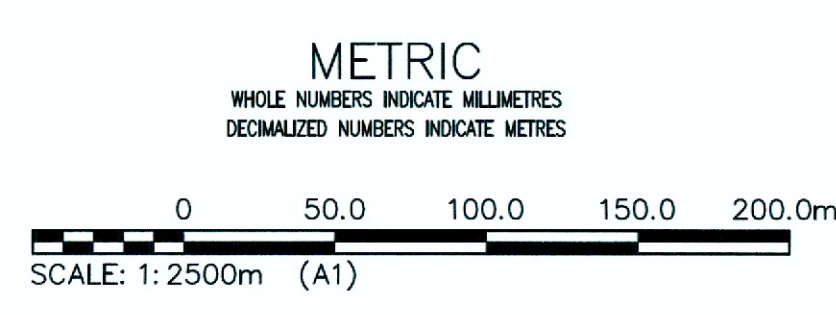 METRIC
WHOLE NUMBERS INDICATE MILLIMETRES
DECIMALIZED NUMBERS INDICATE METRES
0 50.0 100.0 150.0 200.0m
SCALE: 1: 2500m (A1)